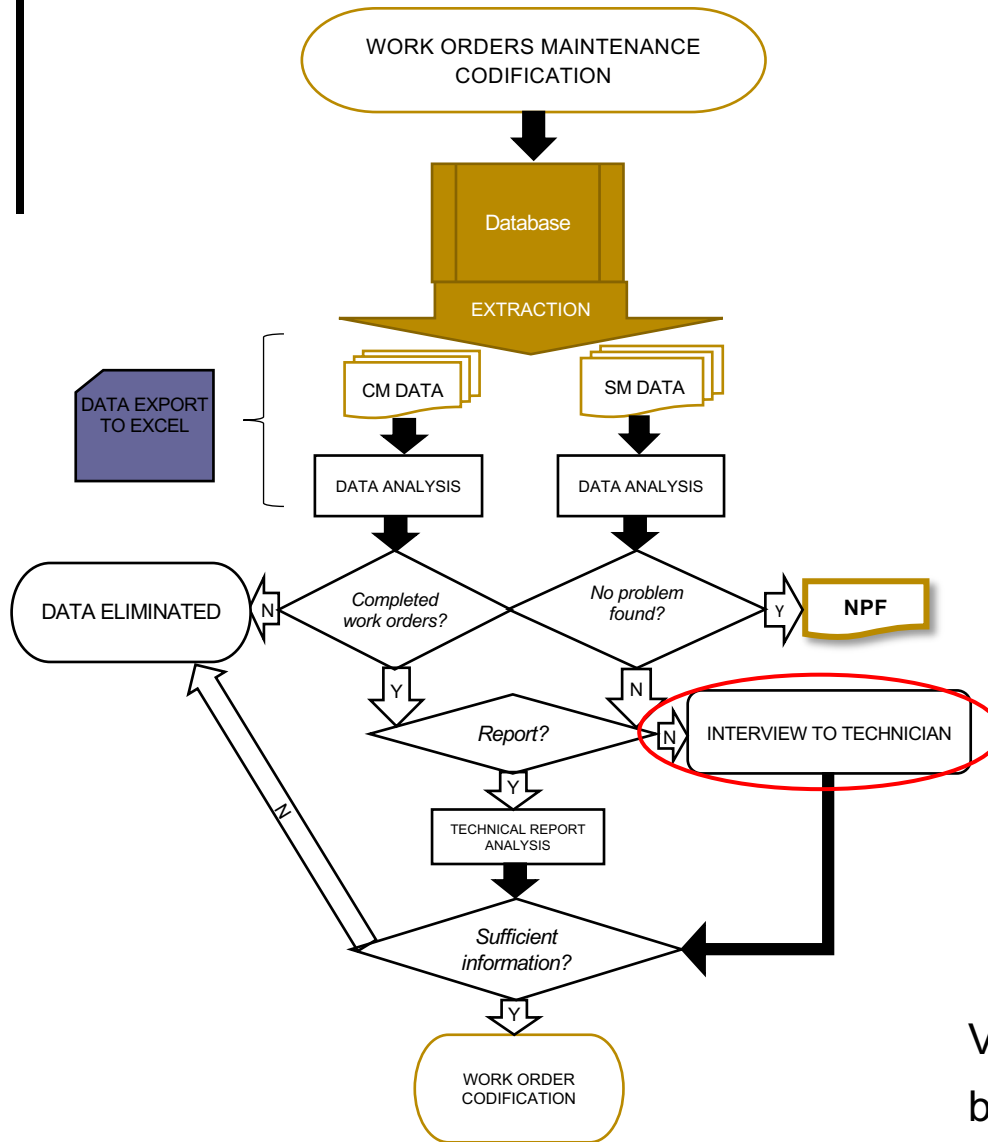 WORK ORDERS MAINTENANCE
CODIFICATION
Database
EXTRACTION
CM DATA
SM DATA
DATA EXPORT
TO EXCEL
DATA ANALYSIS
DATA ANALYSIS
DATA ELIMINATED
N
Completed
work orders?
No problem
found?
Y
NPF
Y
N
Report?
N
INTERVIEW TO TECHNICIAN
Y
TECHNICAL REPORT
ANALYSIS
N
Sufficient
information?
Y
WORK ORDER
CODIFICATION
V
b